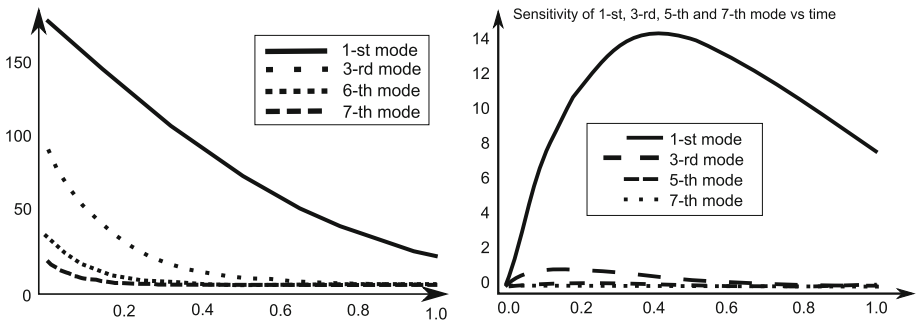 150
100
50
0
0.2 0.4 0.6 0.8 1.0
1-st mode
3-rd mode
6-th mode
7-th mode
Sensitivity of 1-st, 3-rd, 5-th and 7-th mode vs time
14
12
10
8
6
4
2
0
0.0 0.2 0.4 0.6 0.8 1.0
1-st mode
3-rd mode
5-th mode
7-th mode